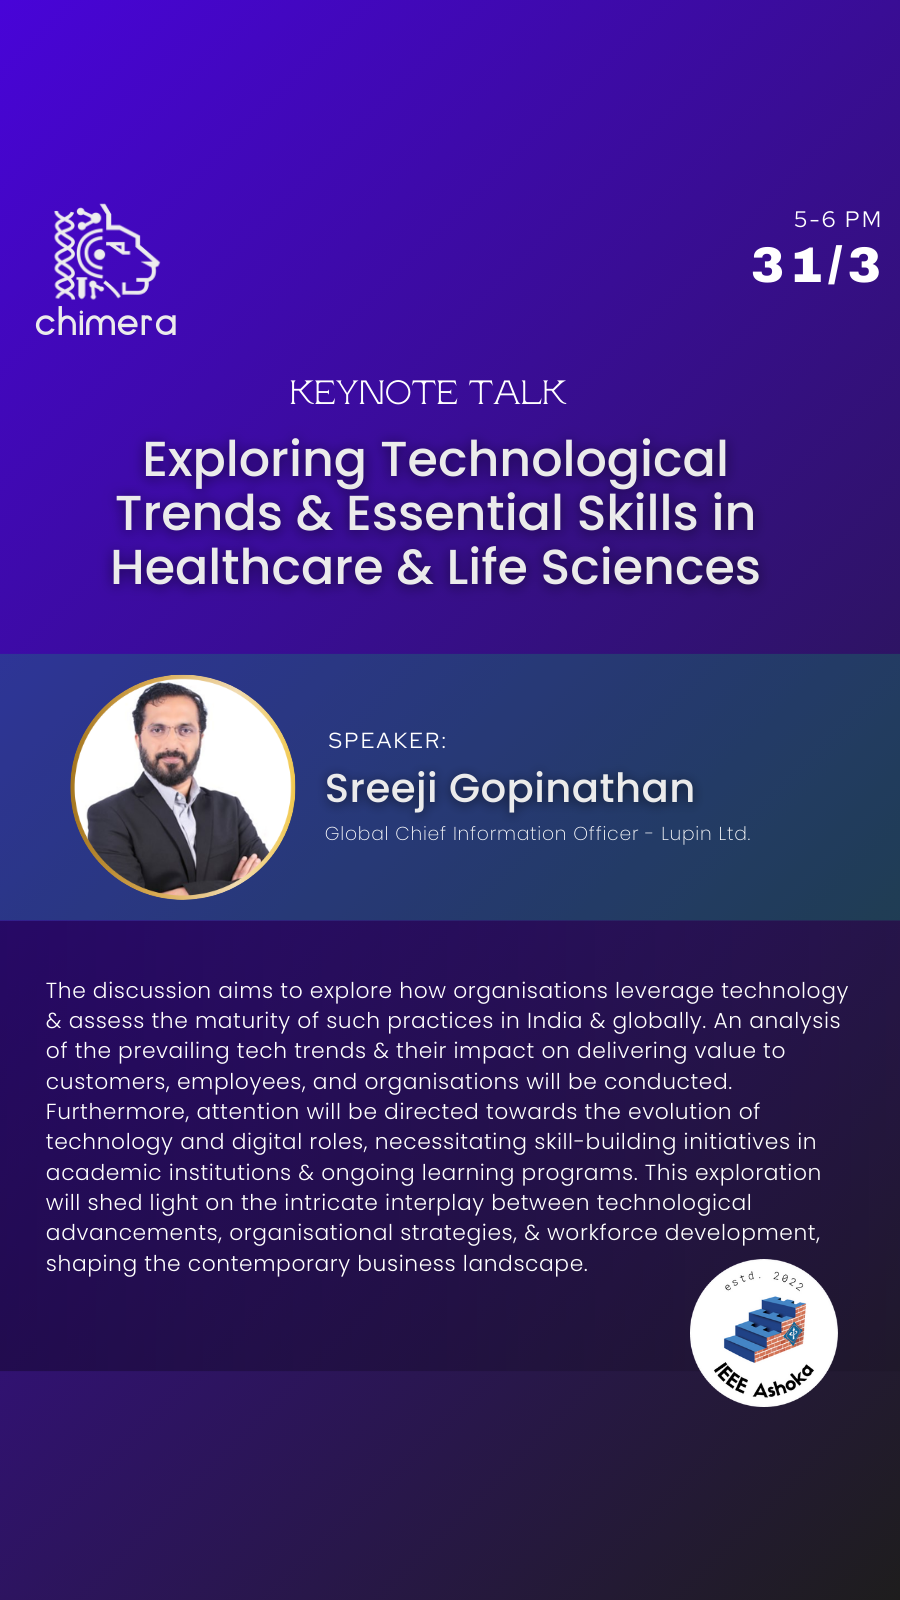 chimera
5-6 PM
31/3
KEYNOTE TALK
Exploring Technological
Trends & Essential Skills in
Healthcare & Life Sciences
SPEAKER:
Sreeji Gopinathan
Global Chief Information Officer - Lupin Ltd.
The discussion aims to explore how organisations leverage technology
& assess the maturity of such practices in India & globally. An analysis
of the prevailing tech trends & their impact on delivering value to
customers, employees, and organisations will be conducted.
Furthermore, attention will be directed towards the evolution of
technology and digital roles, necessitating skill-building initiatives in
academic institutions & ongoing learning programs. This exploration
will shed light on the intricate interplay between technological
advancements, organisational strategies, & workforce development,
shaping the contemporary business landscape.
estd. 2022
IEEE Ashoka